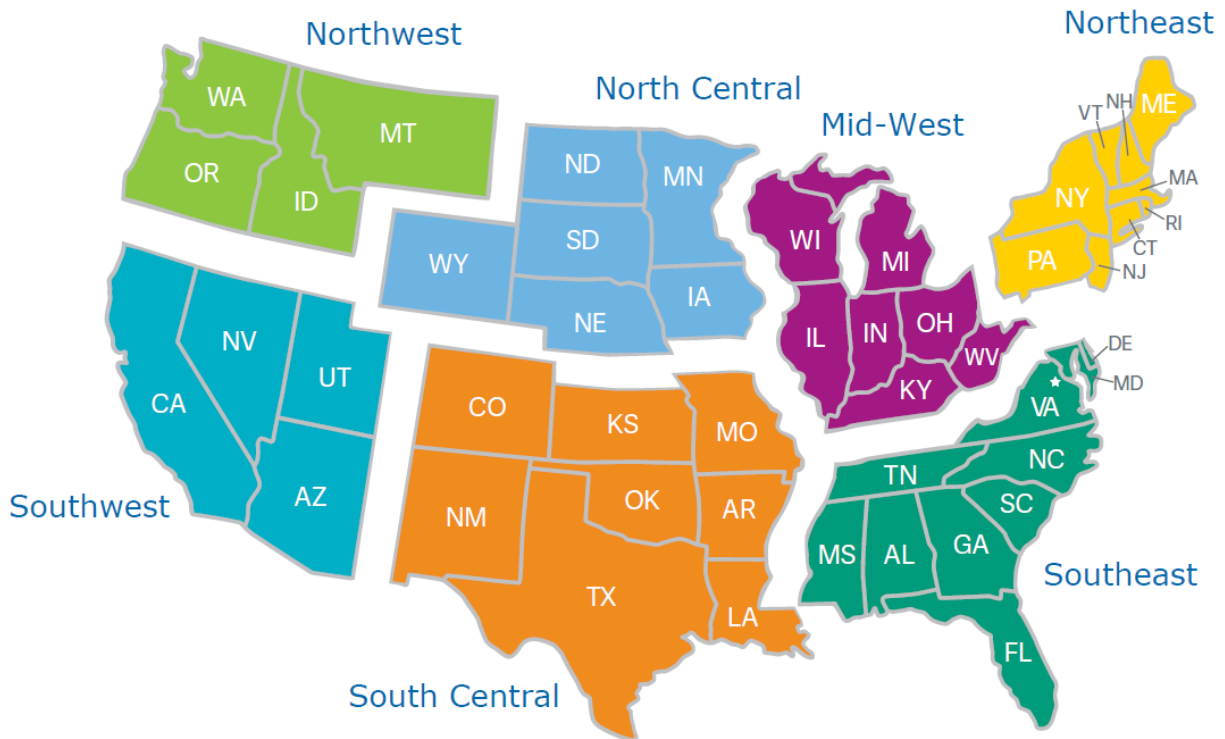 Northwest
WA
MT
OR
ID
North Central
ND
MN
SD
WY
IA
NE
Mid-West
WI
MI
IL
IN
OH
WV
KY
Northeast
ME
NH
VT
MA
NY
RI
CT
PA
NJ
Southwest
NV
UT
CA
AZ
South Central
CO
KS
MO
OK
AR
NM
TX
LA
Southeast
DE
MD
VA
NC
TN
SC
GA
MS
AL
FL